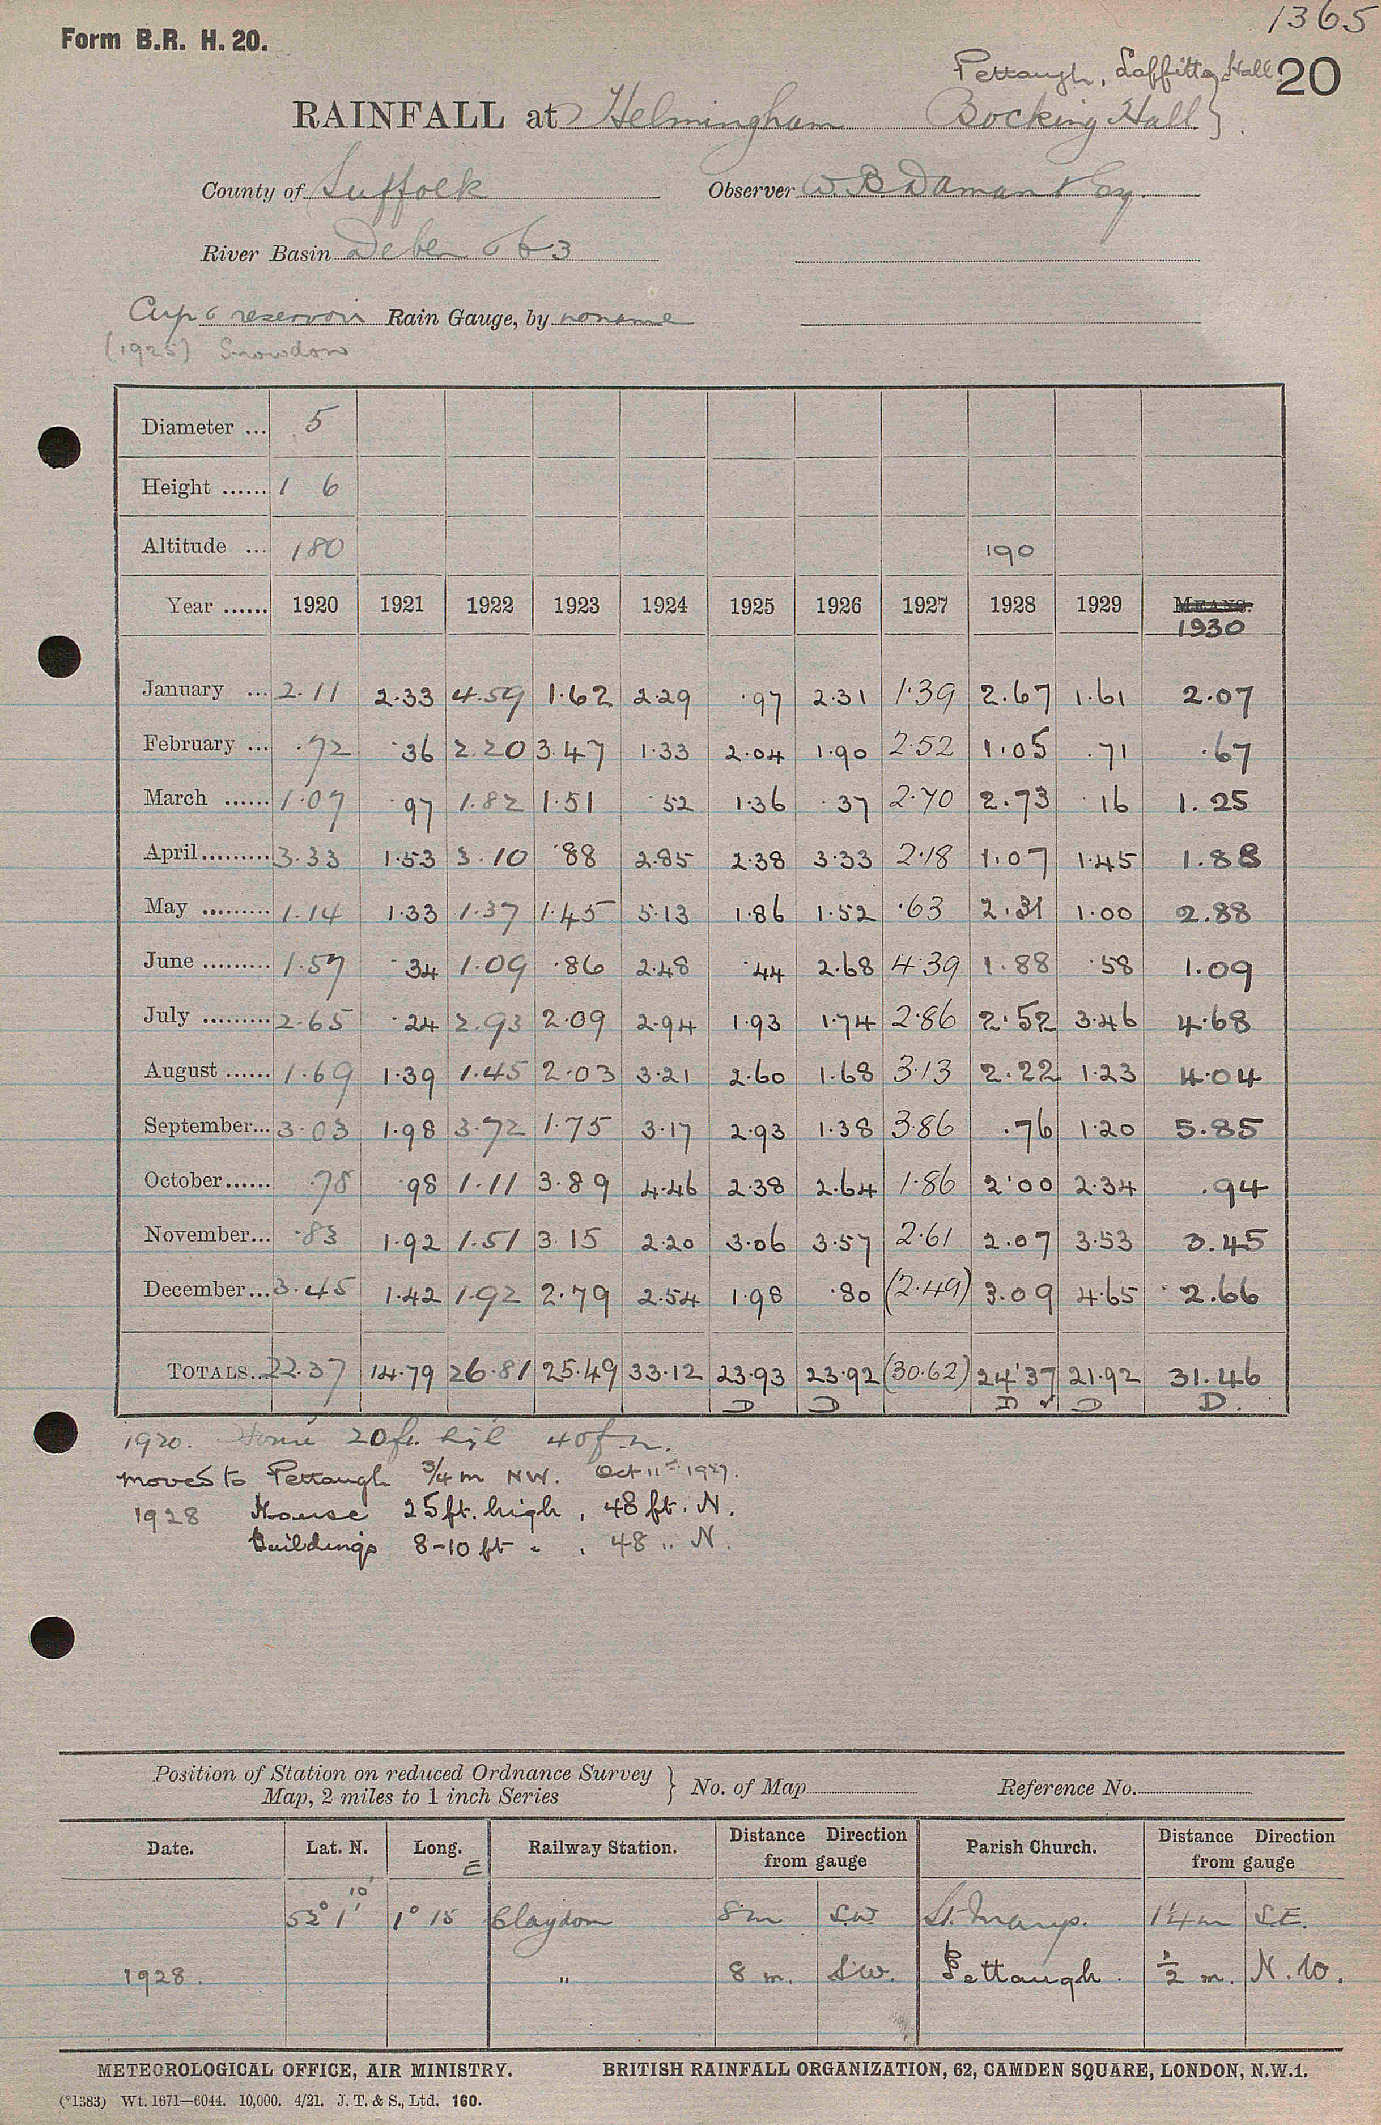 1365
Form B.R. H. 20.
Pettaugh, Laffitts Hall 20
RAINFALL at Helmingham Bocking Hall }
County of Suffolk Observer W B Damant Esq.
River Basin Deben 663
Cup & reservoir Rain Gauge, by noname
(1925) Snowdon
Diameter ... 5
Height ...... 1 6
Altitude ... 180 190
Year ...... 1920 1921 1922 1923 1924 1925 1926 1927 1928 1929 MEANS.
1930
January ... 2.11 2.33 4.59 1.62 2.29 .97 2.31 1.39 2.67 1.61 2.07
February ... .72 .36 2.20 3.47 1.33 2.04 1.90 2.52 1.05 .71 .67
March ...... 1.07 .97 1.82 1.51 .52 1.36 .37 2.70 2.73 .16 1.25
April......... 3.33 1.53 3.10 .88 2.85 2.38 3.33 2.18 1.07 1.45 1.88
May ......... 1.14 1.33 1.37 1.45 5.13 1.86 1.52 .63 2.31 1.00 2.88
June ......... 1.57 .34 1.09 .86 2.48 .44 2.68 4.39 1.88 .58 1.09
July ......... 2.65 .24 2.93 2.09 2.94 1.93 1.74 2.86 2.52 3.46 4.68
August ...... 1.69 1.39 1.45 2.03 3.21 2.60 1.68 3.13 2.22 1.23 4.04
September... 3.03 1.98 3.72 1.75 3.17 2.93 1.38 3.86 .76 1.20 5.85
October...... .78 .98 1.11 3.89 4.46 2.38 2.64 1.86 2.00 2.34 .94
November... .83 1.92 1.51 3.15 2.20 3.06 3.57 2.61 2.07 3.53 3.45
December... 3.45 1.42 1.92 2.79 2.54 1.98 .80 (2.49) 3.09 4.65 2.66
TOTALS... 22.37 14.79 26.81 25.49 33.12 23.93 23.92 (30.62) 24.37 21.92 31.46
D D D ✓ D D.
1920. 20ft. 40ft
moved to Pettaugh 3/4 m NW. Oct 11th 1927.
1928 House 25 ft. high, 48 ft. N.
Buildings 8-10 ft " , 48 " N.
Position of Station on reduced Ordnance Survey
Map, 2 miles to 1 inch Series } No. of Map Reference No.
Date. Lat. N. Long. E Railway Station. Distance Direction from gauge Parish Church. Distance Direction from gauge
10'
52° 1' 1° 15 Claydon 8 m S.W St. Marys. 1¼ m S.E.
1928. " 8 m. S.W. Pettaugh. ½ m. N.W.
METEOROLOGICAL OFFICE, AIR MINISTRY. BRITISH RAINFALL ORGANIZATION, 62, CAMDEN SQUARE, LONDON, N.W.1.
(*1383) Wt. 1671—6044. 10,000. 4/21. J. T. & S., Ltd. 160.